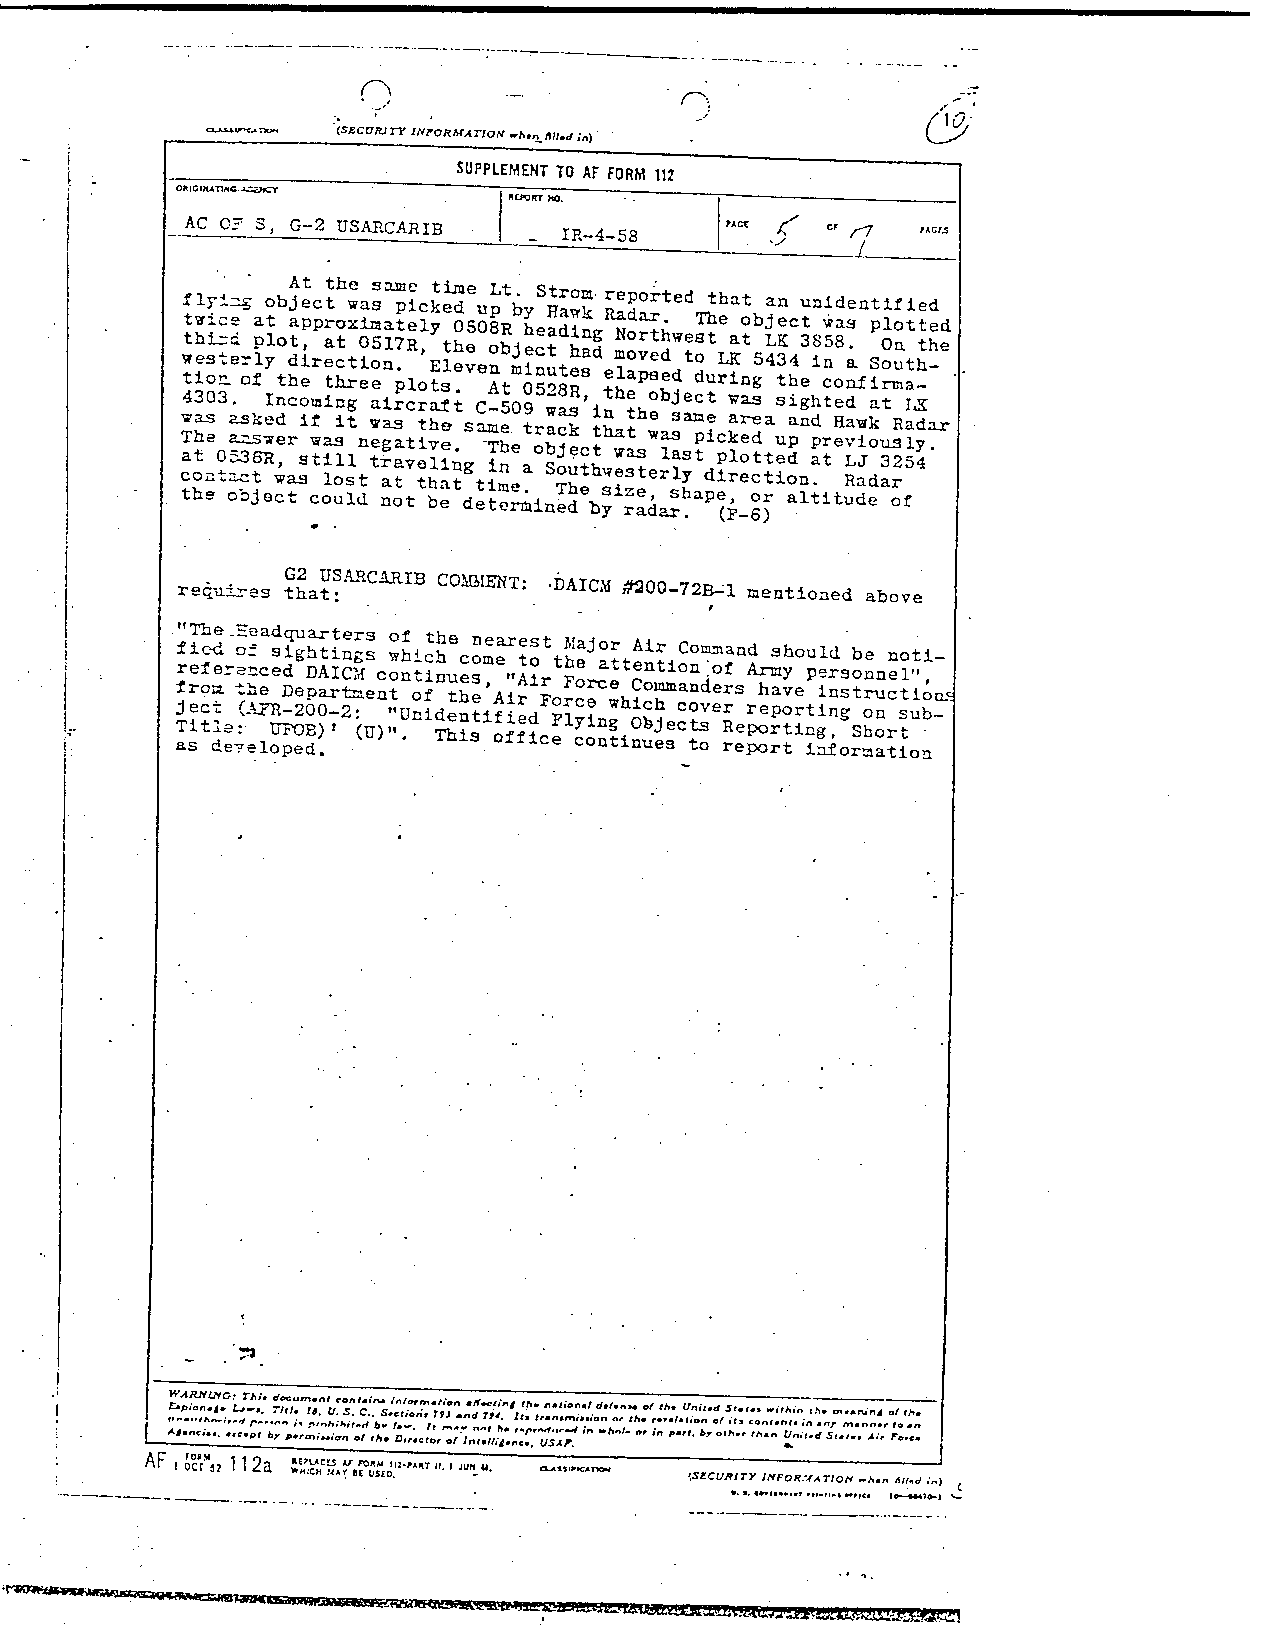 10
CLASSIFICATION (SECURITY INFORMATION when filled in)
SUPPLEMENT TO AF FORM 112
ORIGINATING AGENCY
REPORT NO.
AC OF S, G-2 USARCARIB
IR-4-58
PAGE 5 OF 7 PAGES
At the same time Lt. Strom reported that an unidentified
flying object was picked up by Hawk Radar. The object was plotted
twice at approximately 0508R heading Northwest at LK 3858. On the
third plot, at 0517R, the object had moved to LK 5434 in a South-
westerly direction. Eleven minutes elapsed during the confirma-
tion of the three plots. At 0528R, the object was sighted at LK
4303. Incoming aircraft C-509 was in the same area and Hawk Radar
was asked if it was the same track that was picked up previously.
The answer was negative. The object was last plotted at LJ 3254
at 0536R, still traveling in a Southwesterly direction. Radar
contact was lost at that time. The size, shape, or altitude of
the object could not be determined by radar. (F-6)
G2 USARCARIB COMMENT: DAICM #200-72B-1 mentioned above
requires that:
"The Headquarters of the nearest Major Air Command should be noti-
fied of sightings which come to the attention of Army personnel",
referenced DAICM continues, "Air Force Commanders have instructions
from the Department of the Air Force which cover reporting on sub-
ject (AFR-200-2: "Unidentified Flying Objects Reporting, Short
Title: UFOB)' (U)". This office continues to report information
as developed.
WARNING: This document contains information affecting the national defense of the United States within the meaning of the
Espionage Laws, Title 18, U. S. C., Sections 793 and 794. Its transmission or the revelation of its contents in any manner to an
unauthorized person is prohibited by law. It may not be reproduced in whole or in part, by other than United States Air Force
Agencies, except by permission of the Director of Intelligence, USAF.
AF FORM 1 OCT 52 112a REPLACES AF FORM 112-PART II, 1 JUN 48, WHICH MAY BE USED. CLASSIFICATION (SECURITY INFORMATION when filled in)
U. S. GOVERNMENT PRINTING OFFICE